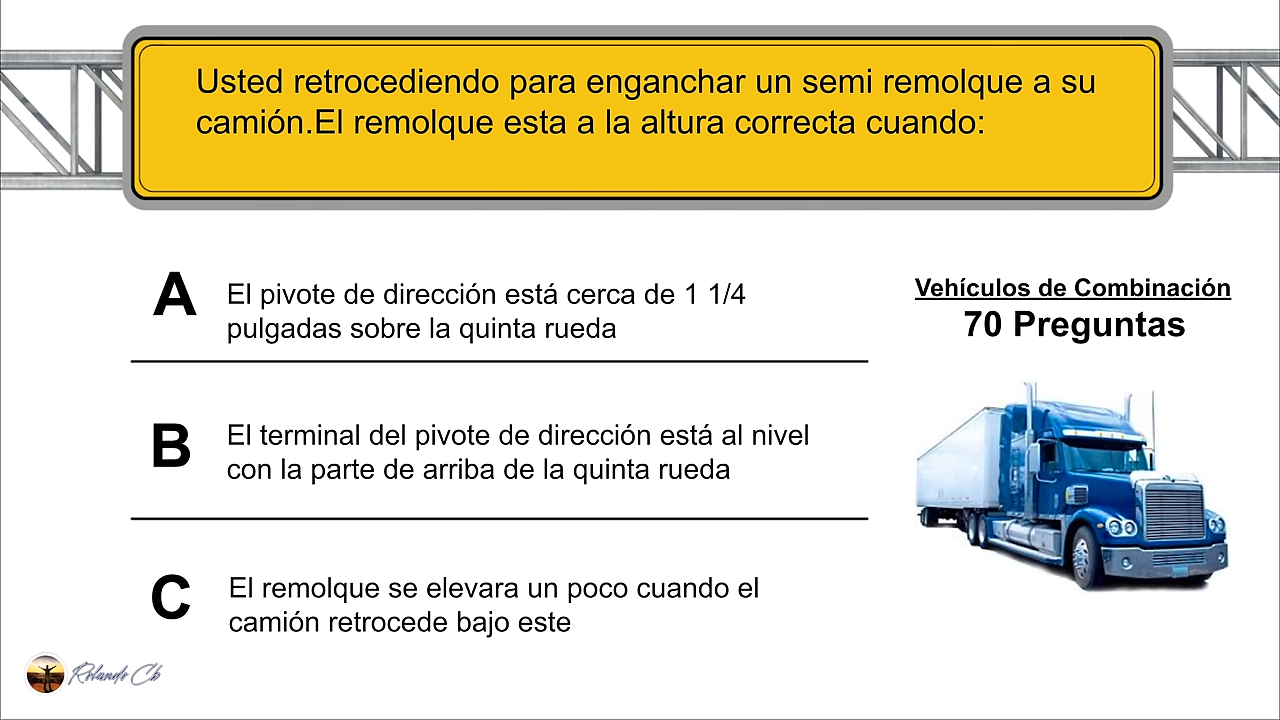 Usted retrocediendo para enganchar un semi remolque a su
camión.El remolque esta a la altura correcta cuando:
A
El pivote de dirección está cerca de 1 1/4
pulgadas sobre la quinta rueda
B
El terminal del pivote de dirección está al nivel
con la parte de arriba de la quinta rueda
C
El remolque se elevara un poco cuando el
camión retrocede bajo este
Vehículos de Combinación
70 Preguntas
Rolando Cb